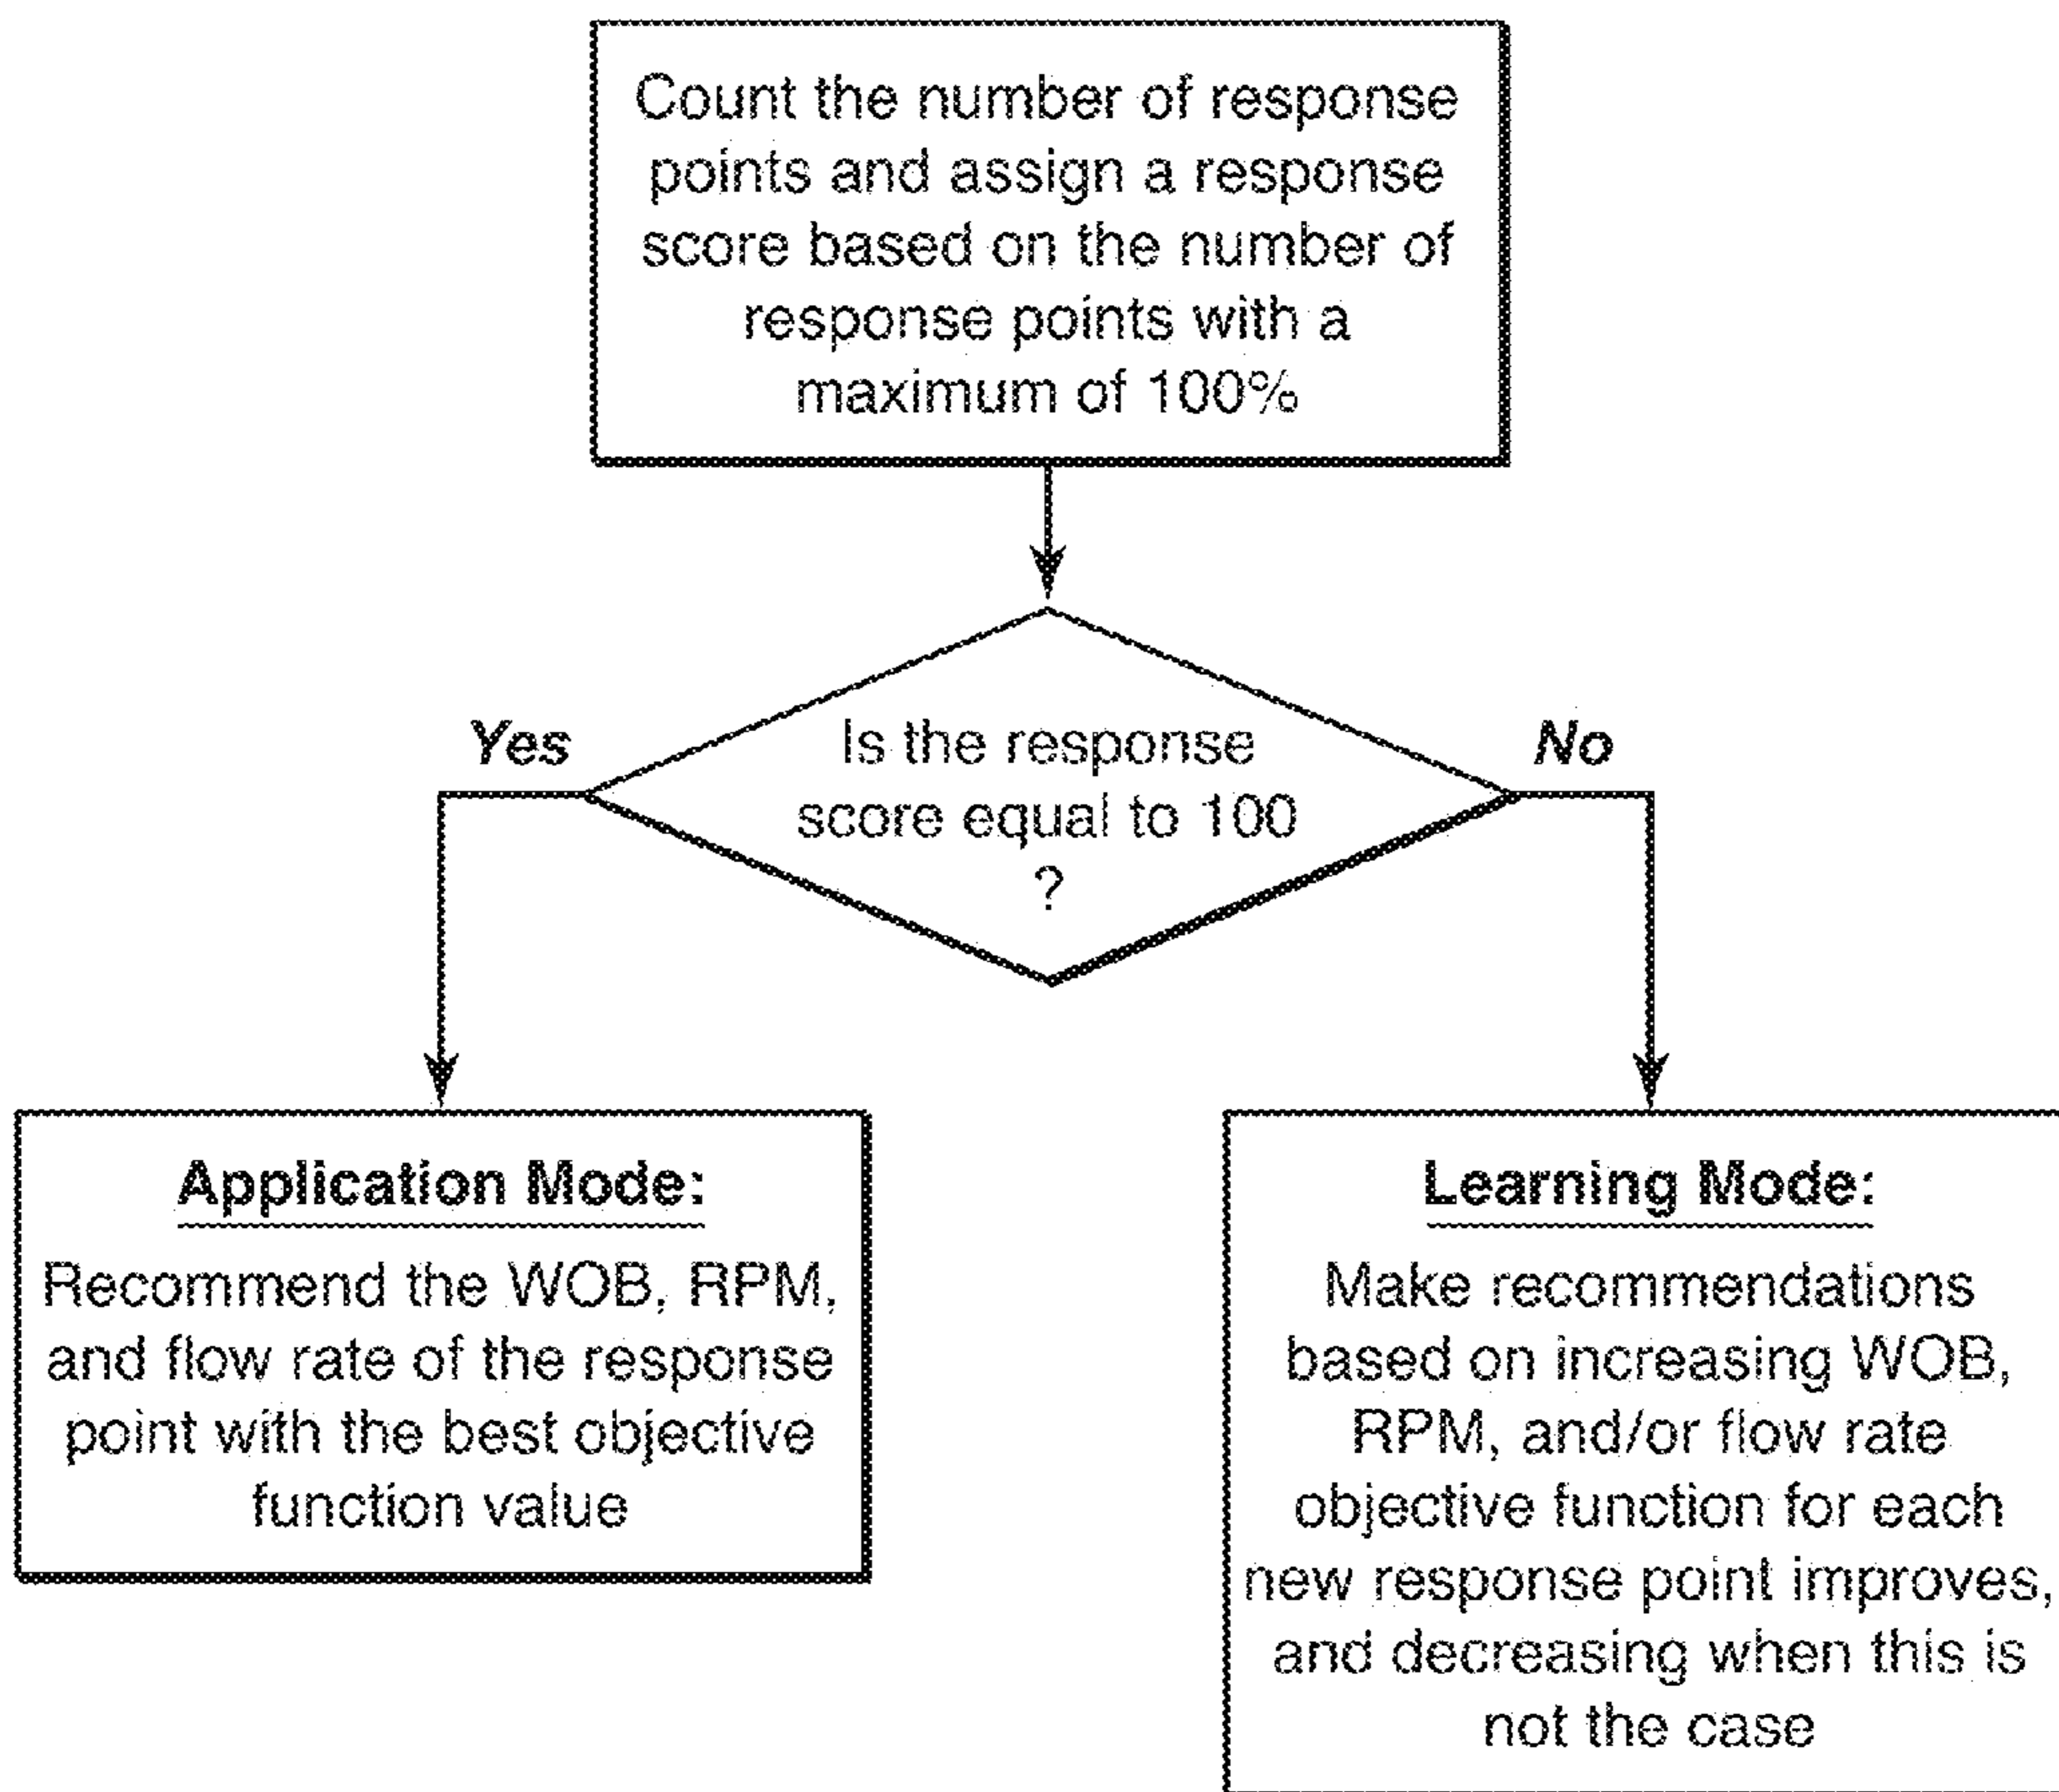 Count the number of response
points and assign a response
score based on the number of
response points with a
maximum of 100%
Yes
Is the response
score equal to 100
?
No
Application Mode:
Recommend the WOB, RPM,
and flow rate of the response
point with the best objective
function value
Learning Mode:
Make recommendations
based on increasing WOB,
RPM, and/or flow rate
objective function for each
new response point improves,
and decreasing when this is
not the case